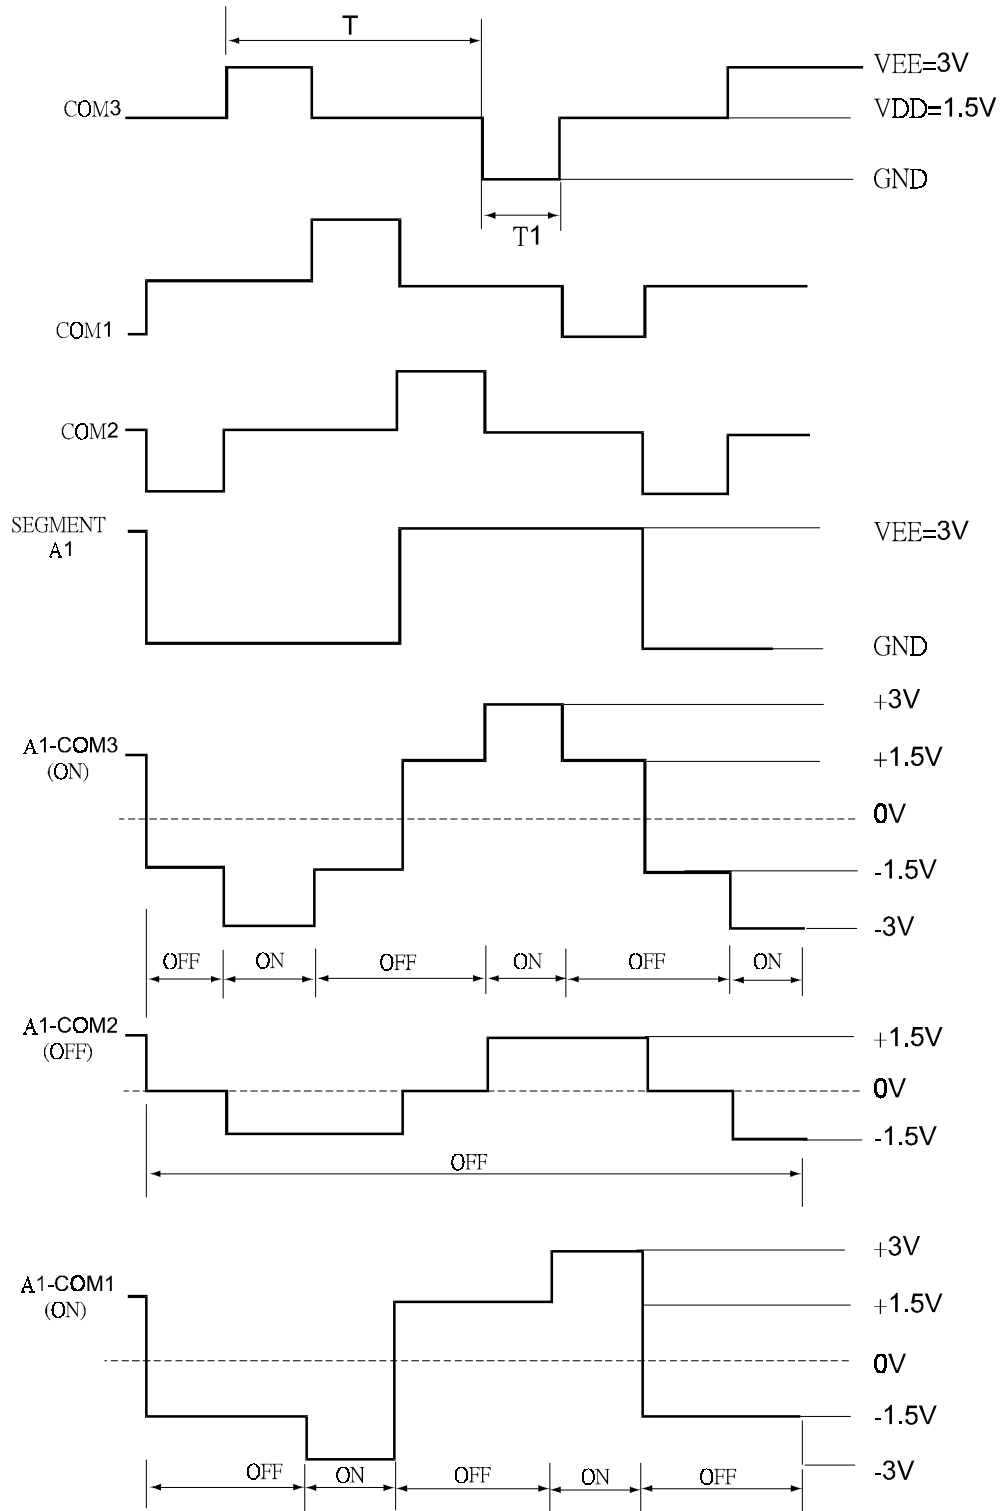 T
VEE=3V
COM3
VDD=1.5V
GND
T1
COM1
COM2
SEGMENT
A1
VEE=3V
GND
+3V
A1-COM3
(ON)
+1.5V
0V
-1.5V
-3V
OFF ON OFF ON OFF ON
A1-COM2
(OFF)
+1.5V
0V
-1.5V
OFF
+3V
A1-COM1
(ON)
+1.5V
0V
-1.5V
-3V
OFF ON OFF ON OFF